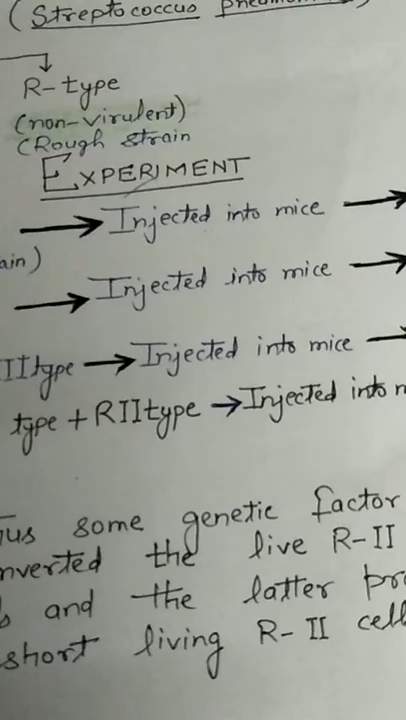 (Streptococcus
R-type
(non-virulent)
(Rough strain
EXPERIMENT
Injected into mice
ain)
Injected into mice
IItype → Injected into mice
type + RIItype → Injected into
some genetic factor
nverted the live R-II
and the latter
short living R-II cell